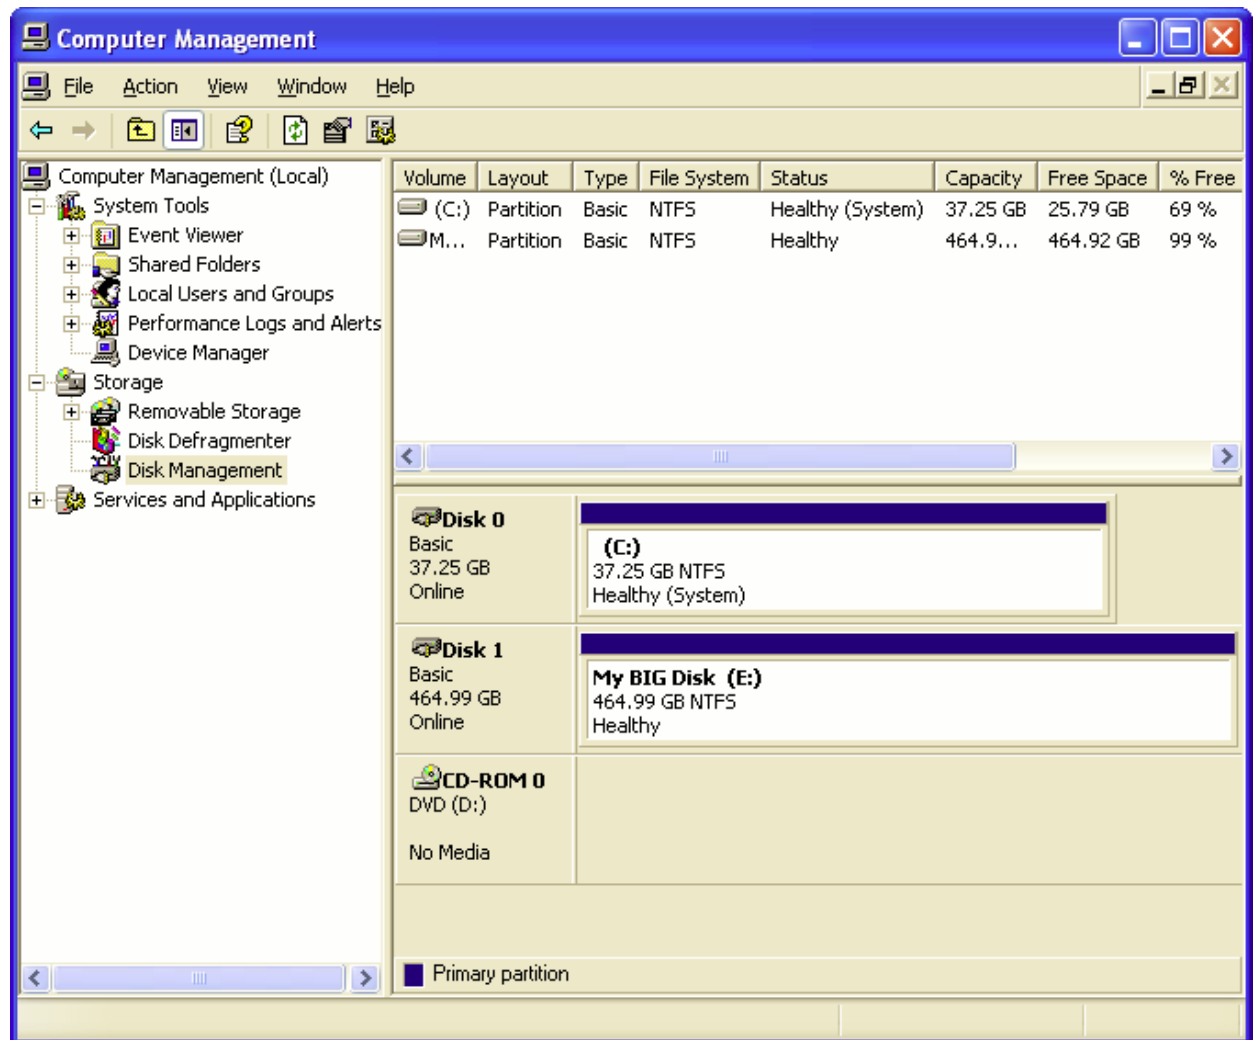 Computer Management
File Action View Window Help
Computer Management (Local)
System Tools
Event Viewer
Shared Folders
Local Users and Groups
Performance Logs and Alerts
Device Manager
Storage
Removable Storage
Disk Defragmenter
Disk Management
Services and Applications
Volume Layout Type File System Status Capacity Free Space % Free
(C:) Partition Basic NTFS Healthy (System) 37.25 GB 25.79 GB 69 %
M... Partition Basic NTFS Healthy 464.9... 464.92 GB 99 %
Disk 0
Basic
37.25 GB
Online
(C:)
37.25 GB NTFS
Healthy (System)
Disk 1
Basic
464.99 GB
Online
My BIG Disk (E:)
464.99 GB NTFS
Healthy
CD-ROM 0
DVD (D:)
No Media
Primary partition